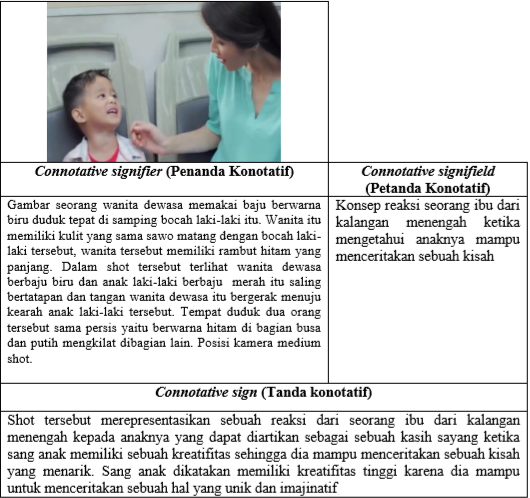 Connotative signifier (Penanda Konotatif)
Connotative signifield
(Petanda Konotatif)
Gambar seorang wanita dewasa memakai baju berwarna
biru duduk tepat di samping bocah laki-laki itu. Wanita itu
memiliki kulit yang sama sawo matang dengan bocah laki-
laki tersebut, wanita tersebut memiliki rambut hitam yang
panjang. Dalam shot tersebut terlihat wanita dewasa
berbaju biru dan anak laki-laki berbaju merah itu saling
bertatapan dan tangan wanita dewasa itu bergerak menuju
kearah anak laki-laki tersebut. Tempat duduk dua orang
tersebut sama persis yaitu berwarna hitam di bagian busa
dan putih mengkilat dibagian lain. Posisi kamera medium
shot.
Konsep reaksi seorang ibu dari
kalangan menengah ketika
mengetahui anaknya mampu
menceritakan sebuah kisah
Connotative sign (Tanda konotatif)
Shot tersebut merepresentasikan sebuah reaksi dari seorang ibu dari kalangan
menengah kepada anaknya yang dapat diartikan sebagai sebuah kasih sayang ketika
sang anak memiliki sebuah kreatifitas sehingga dia mampu menceritakan sebuah kisah
yang menarik. Sang anak dikatakan memiliki kreatifitas tinggi karena dia mampu
untuk menceritakan sebuah hal yang unik dan imajinatif